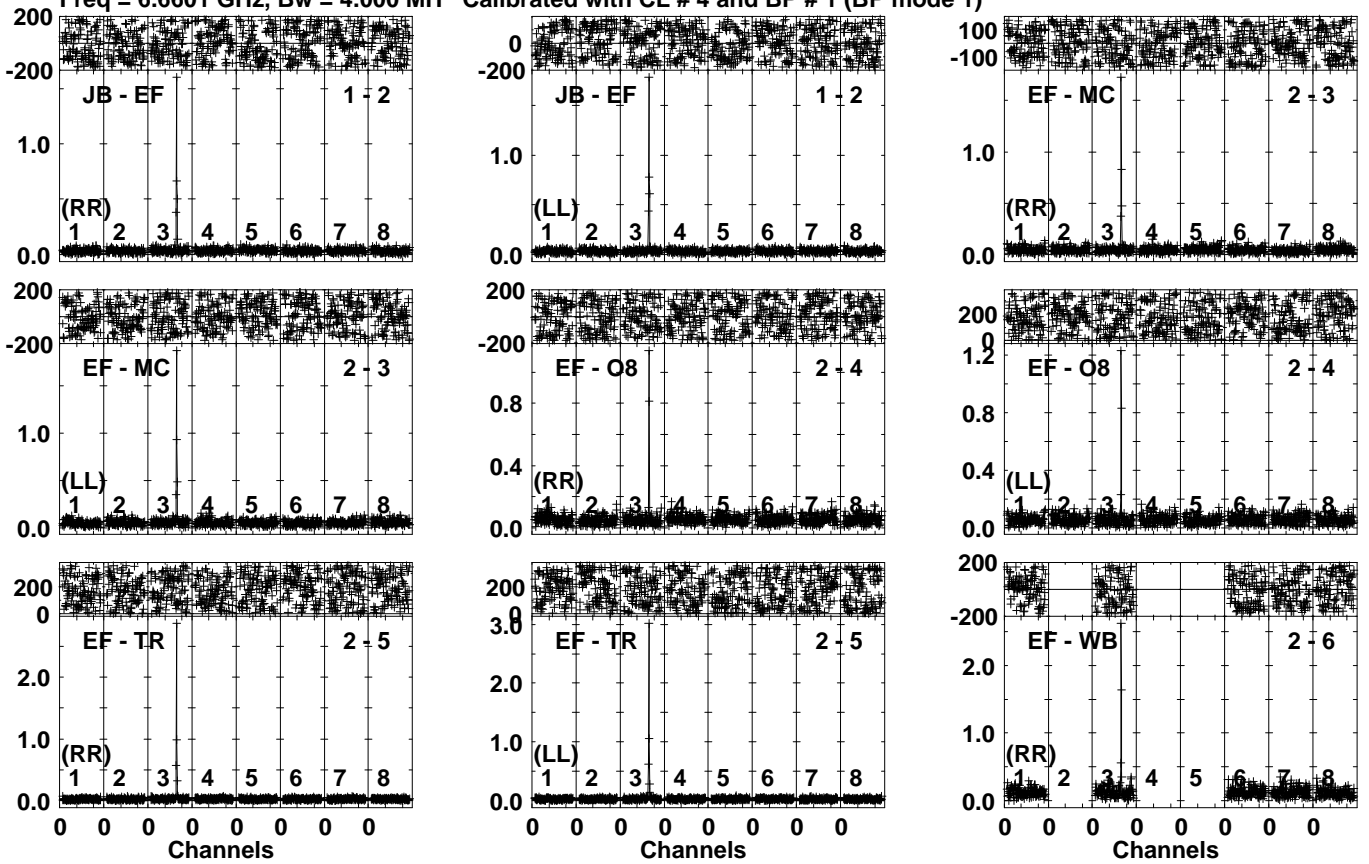 Freq = 6.6601 GHz, Bw = 4.000 MH Calibrated with CL # 4 and BP # 1 (BP mode 1)
200
-200
JB - EF 1 - 2
1.0
(RR)
1 2 3 4 5 6 7 8
0.0
0
-200
JB - EF 1 - 2
1.0
(LL)
1 2 3 4 5 6 7 8
0.0
100
-100
EF - MC 2 - 3
1.0
(RR)
1 2 3 4 5 6 7 8
0.0
200
-200
EF - MC 2 - 3
1.0
(LL)
1 2 3 4 5 6 7 8
0.0
200
-200
EF - O8 2 - 4
0.8
0.4
(RR)
1 2 3 4 5 6 7 8
0.0
200
0
1.2
EF - O8 2 - 4
0.8
0.4
(LL)
1 2 3 4 5 6 7 8
0.0
200
0
EF - TR 2 - 5
2.0
1.0
(RR)
1 2 3 4 5 6 7 8
0.0
0 0 0 0 0 0 0 0
Channels
200
0
3.0
EF - TR 2 - 5
2.0
1.0
(LL)
1 2 3 4 5 6 7 8
0.0
0 0 0 0 0 0 0 0
Channels
200
-200
EF - WB 2 - 6
2.0
1.0
(RR)
1 2 3 4 5 6 7 8
0.0
0 0 0 0 0 0 0 0
Channels